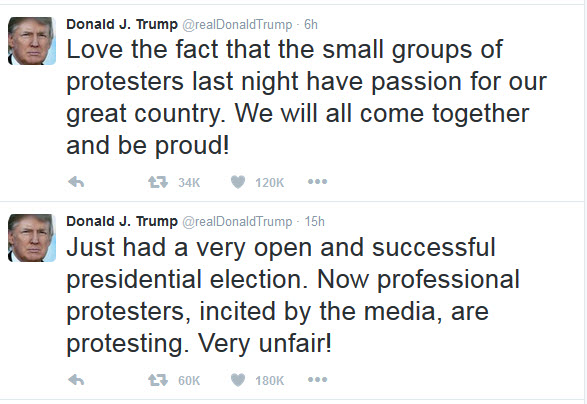 Donald J. Trump @realDonaldTrump · 6h
Love the fact that the small groups of
protesters last night have passion for our
great country. We will all come together
and be proud!
34K 120K
Donald J. Trump @realDonaldTrump · 15h
Just had a very open and successful
presidential election. Now professional
protesters, incited by the media, are
protesting. Very unfair!
60K 180K